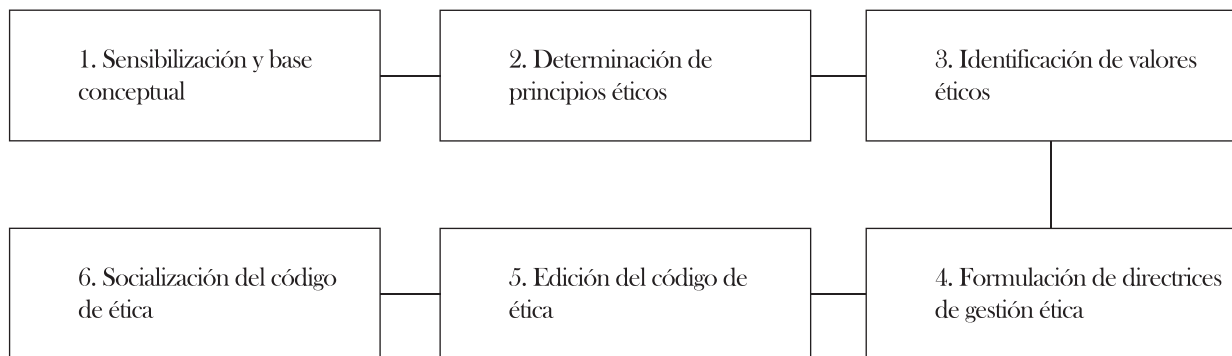 1. Sensibilización y base
conceptual
2. Determinación de
principios éticos
3. Identificación de valores
éticos
4. Formulación de directrices
de gestión ética
5. Edición del código de
ética
6. Socialización del código
de ética